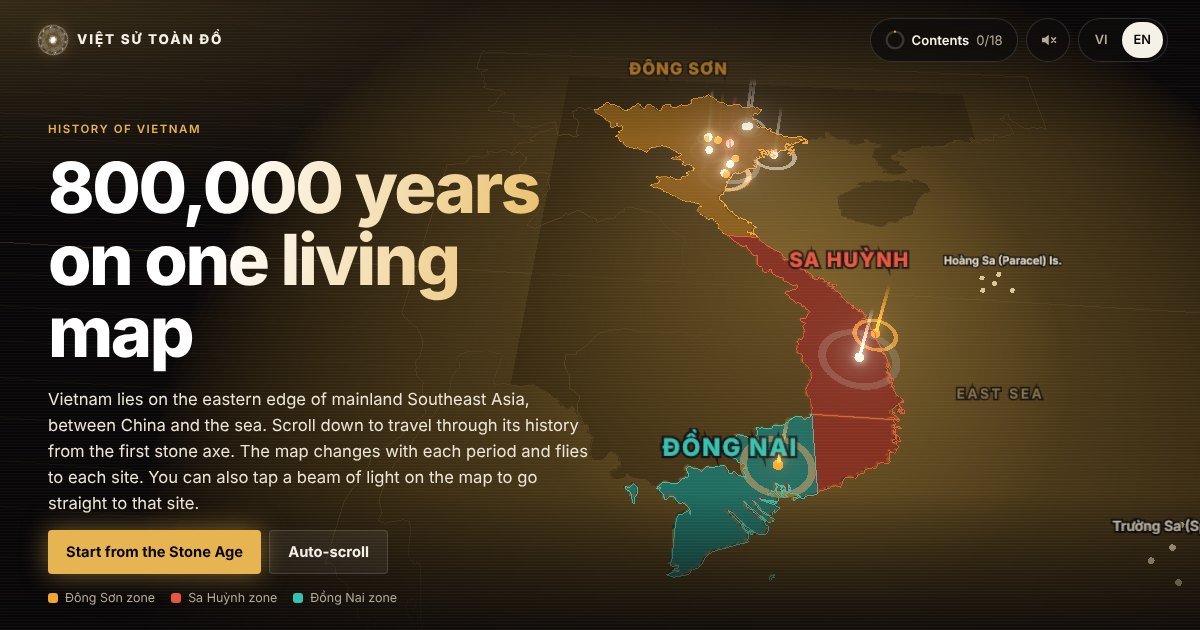 VIỆT SỬ TOÀN ĐỒ
Contents 0/18
VI
EN
HISTORY OF VIETNAM
800,000 years
on one living
map
Vietnam lies on the eastern edge of mainland Southeast Asia,
between China and the sea. Scroll down to travel through its history
from the first stone axe. The map changes with each period and flies
to each site. You can also tap a beam of light on the map to go
straight to that site.
Start from the Stone Age
Auto-scroll
Đông Sơn zone
Sa Huỳnh zone
Đồng Nai zone
ĐÔNG SƠN
SA HUỲNH
Hoàng Sa (Paracel) Is.
EAST SEA
ĐỒNG NAI
Trường Sa